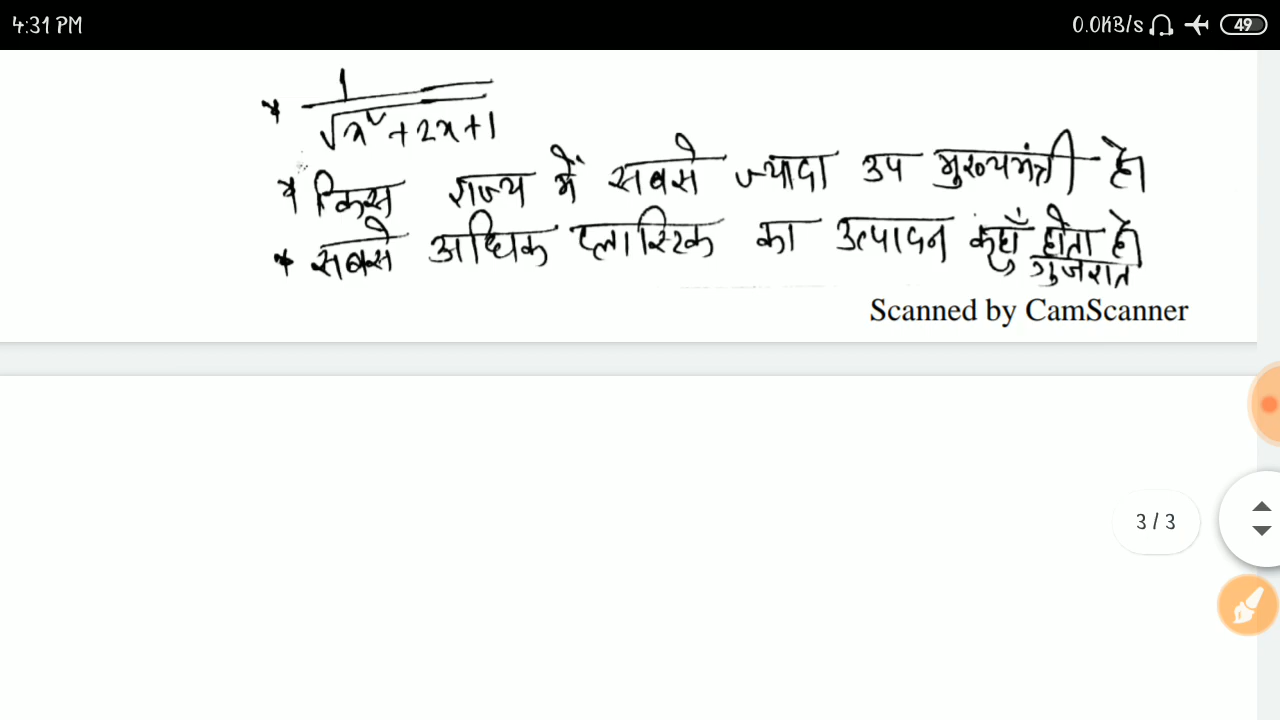 4:31 PM 0.0KB/s 49
* 1
√x²+2x+1
* किस राज्य में सबसे ज्यादा उप मुख्यमंत्री है।
* सबसे अधिक प्लास्टिक का उत्पादन कहाँ होता है।
गुजरात
Scanned by CamScanner
3 / 3